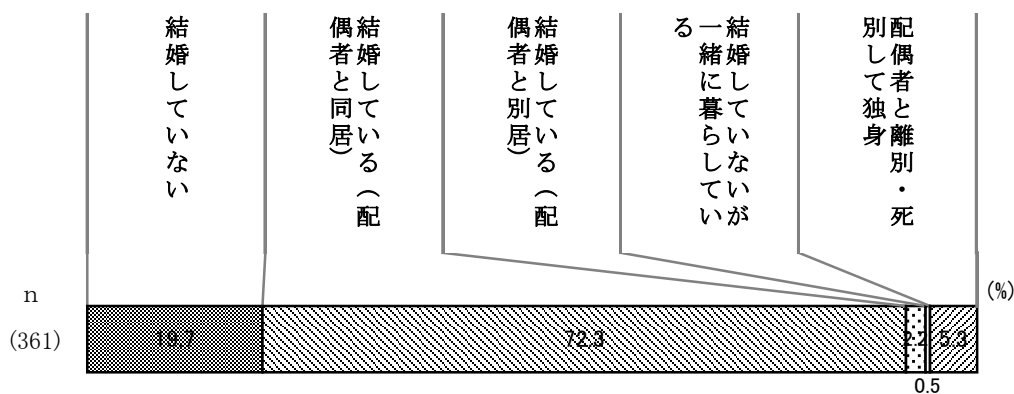 結婚していない
結婚している（配
偶者と同居）
結婚している（配
偶者と別居）
結婚していないが
一緒に暮らしてい
る
配偶者と離別・死
別して独身
n
(%)
(361)
19.7
72.3
2.2
5.3
0.5